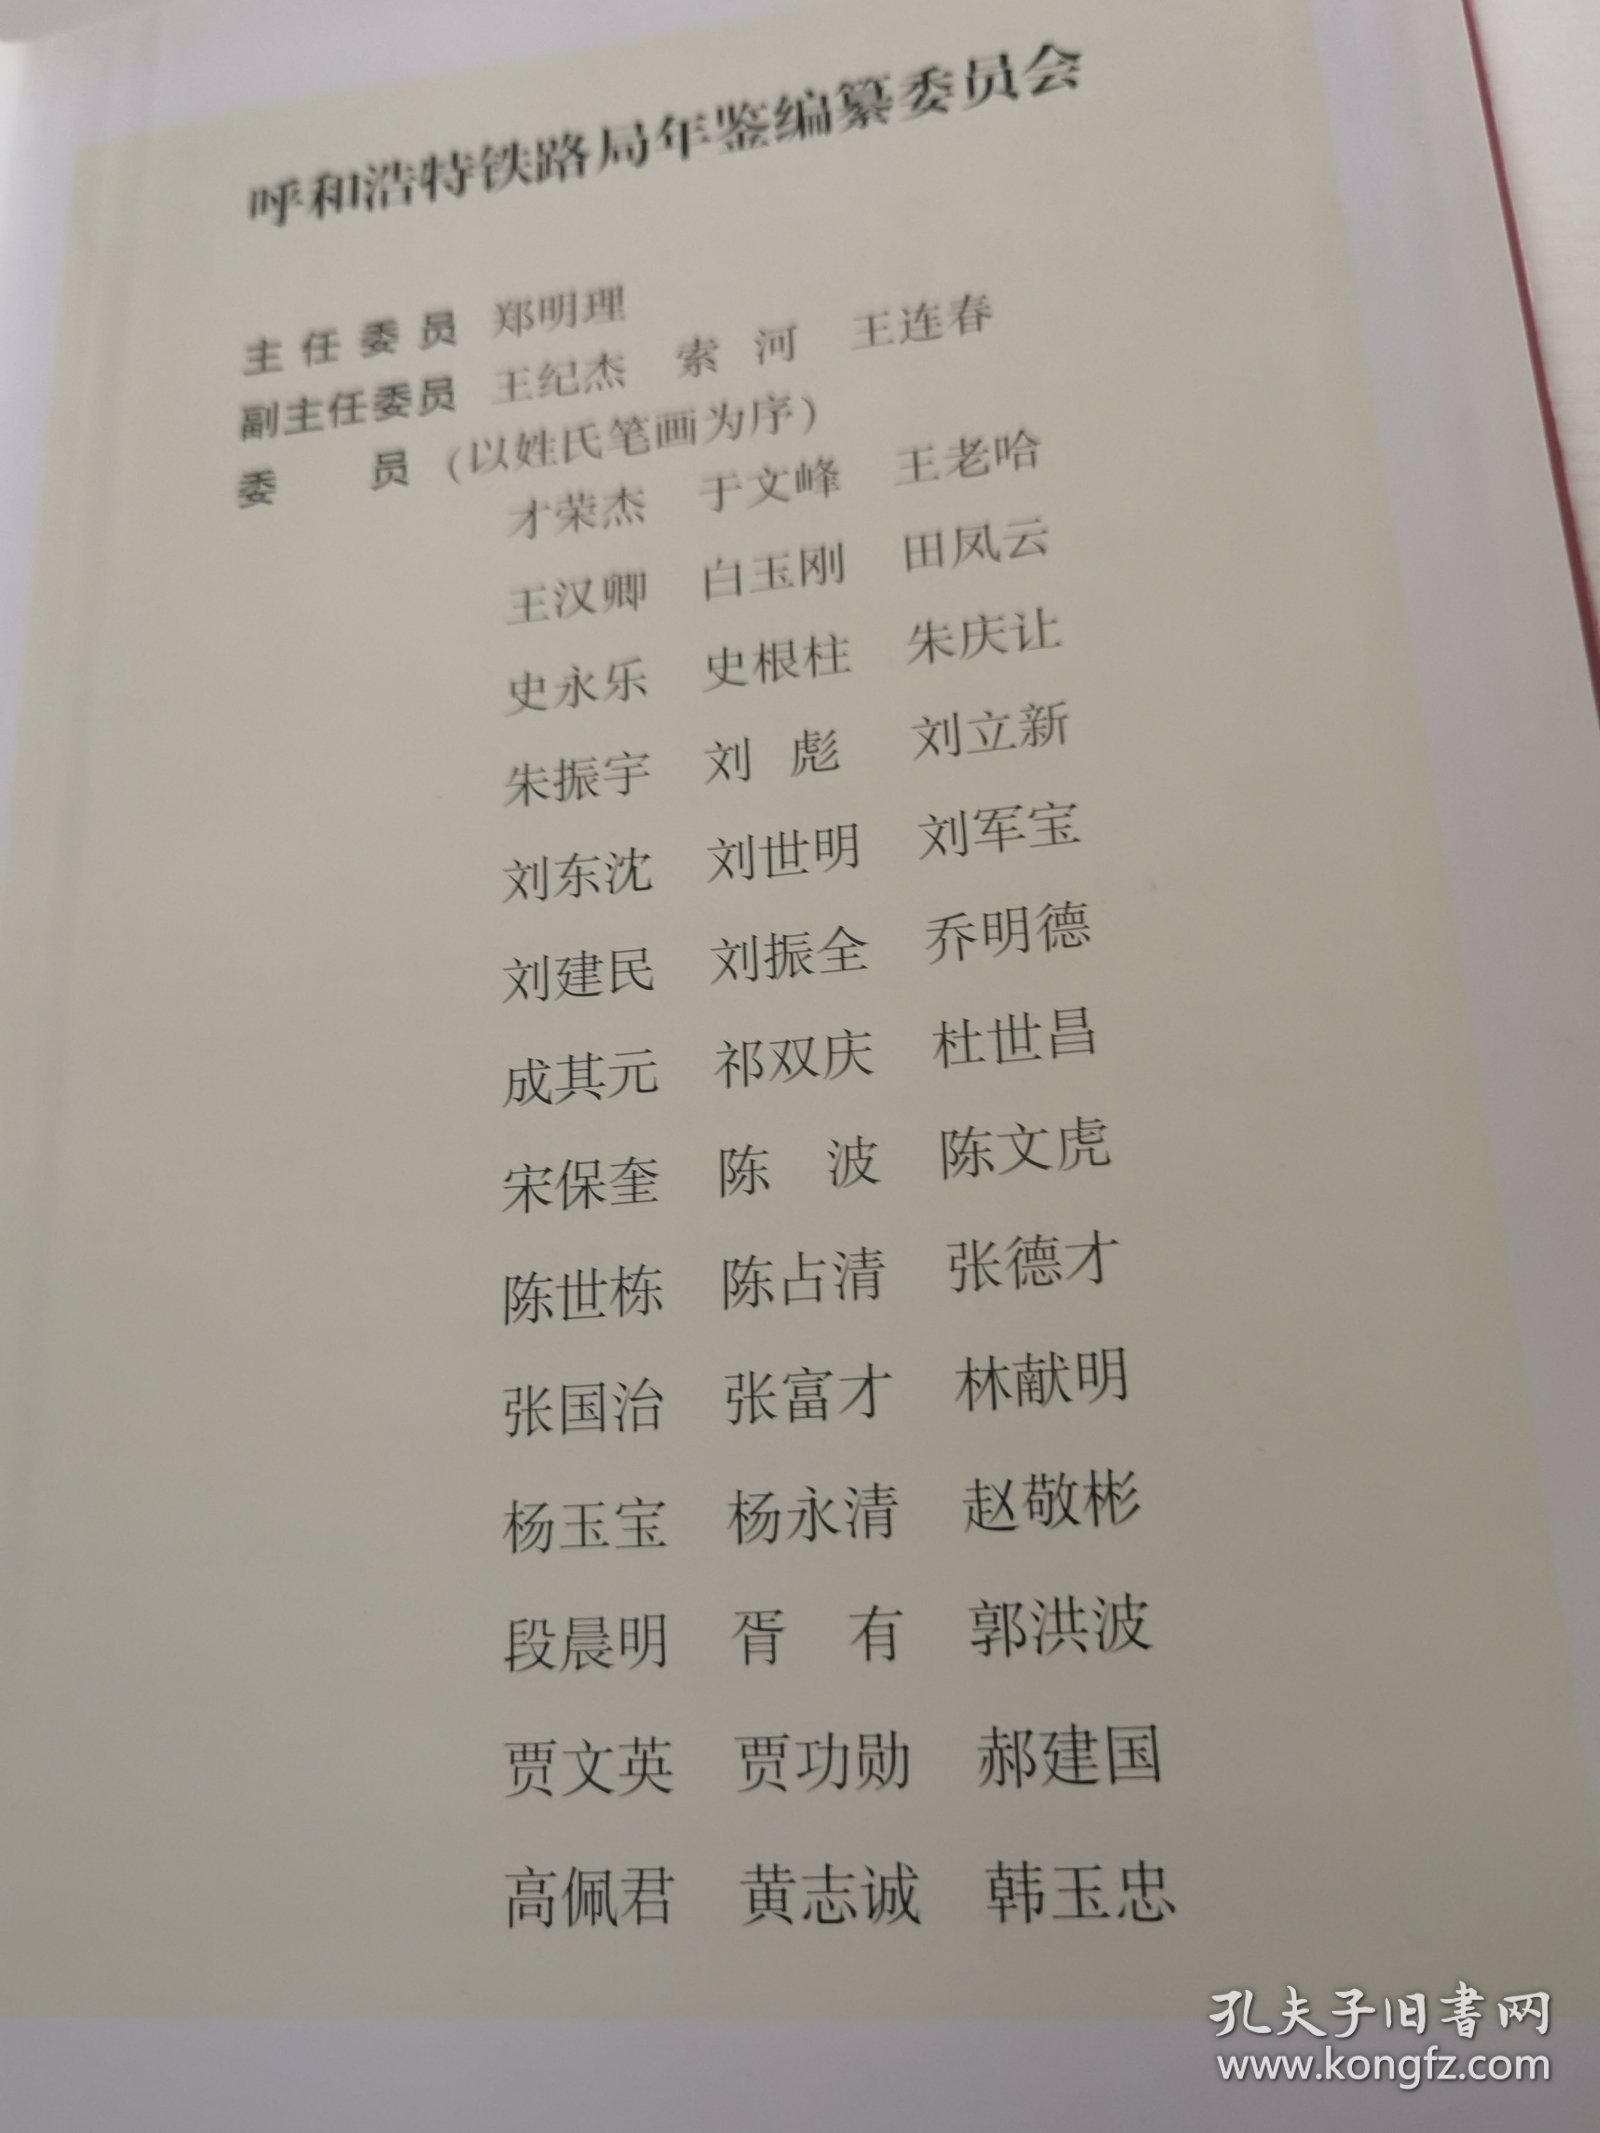 呼和浩特铁路局年鉴编纂委员会
主任委员 郑明理
副主任委员 王纪杰 索河 王连春
委员 (以姓氏笔画为序)
才荣杰 于文峰 王老哈
王汉卿 白玉刚 田凤云
史永乐 史根柱 朱庆让
朱振宇 刘彪 刘立新
刘东沈 刘世明 刘军宝
刘建民 刘振全 乔明德
成其元 祁双庆 杜世昌
宋保奎 陈波 陈文虎
陈世栋 陈占清 张德才
张国治 张富才 林献明
杨玉宝 杨永清 赵敬彬
段晨明 胥有 郭洪波
贾文英 贾功勋 郝建国
高佩君 黄志诚 韩玉忠
孔夫子旧书网
www.kongfz.com